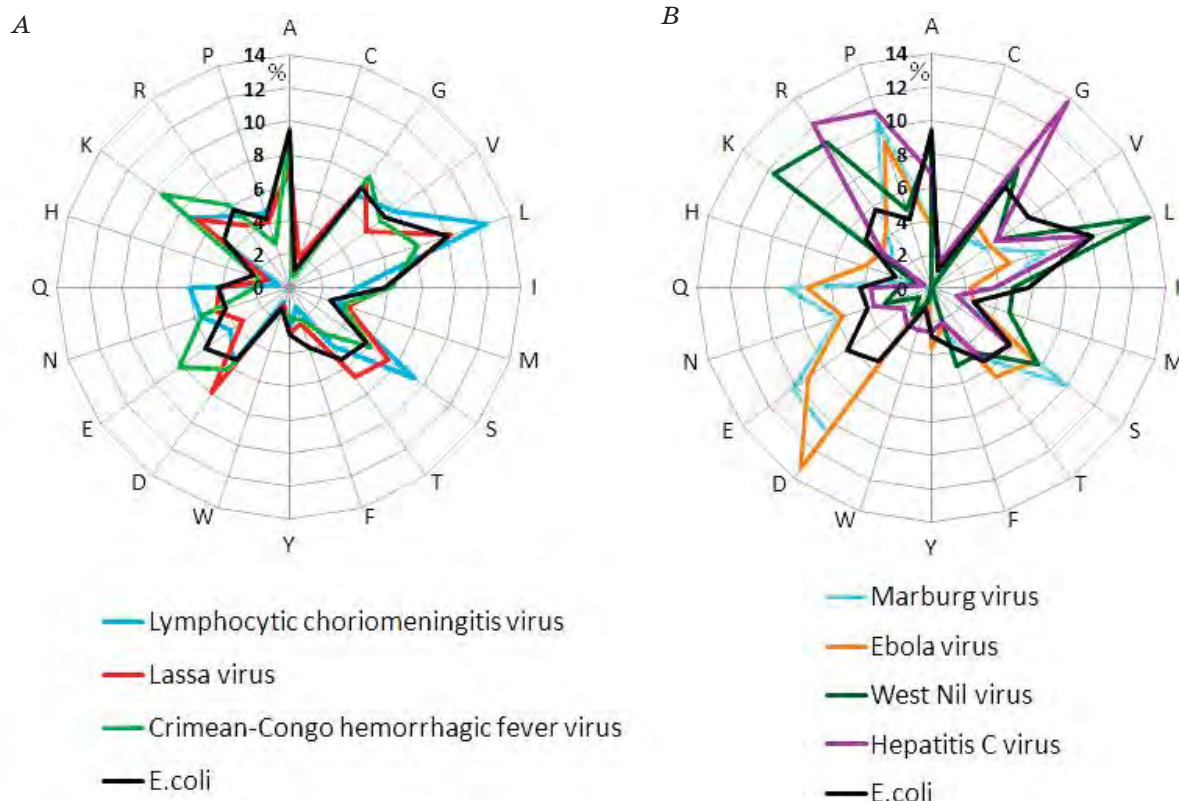 A
A
C
G
V
L
I
M
S
T
F
Y
W
D
E
N
Q
H
K
R
P
%
14
12
10
8
6
4
2
0
Lymphocytic choriomeningitis virus
Lassa virus
Crimean-Congo hemorrhagic fever virus
E.coli
B
A
C
G
V
L
I
M
S
T
F
Y
W
D
E
N
Q
H
K
R
P
%
14
12
10
8
6
4
2
0
Marburg virus
Ebola virus
West Nil virus
Hepatitis C virus
E.coli